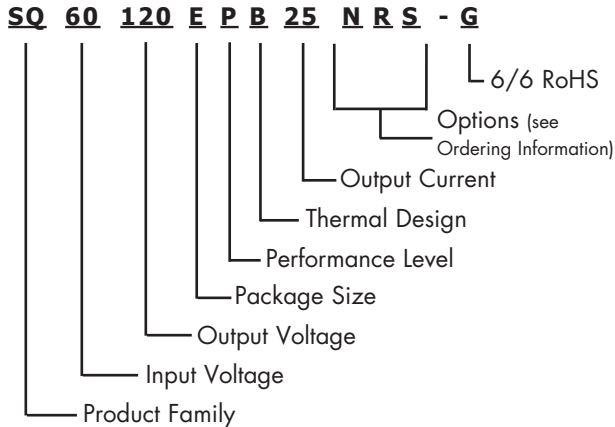 SQ 60 120 E P B 25 N R S - G
6/6 RoHS
Options (see
Ordering Information)
Output Current
Thermal Design
Performance Level
Package Size
Output Voltage
Input Voltage
Product Family